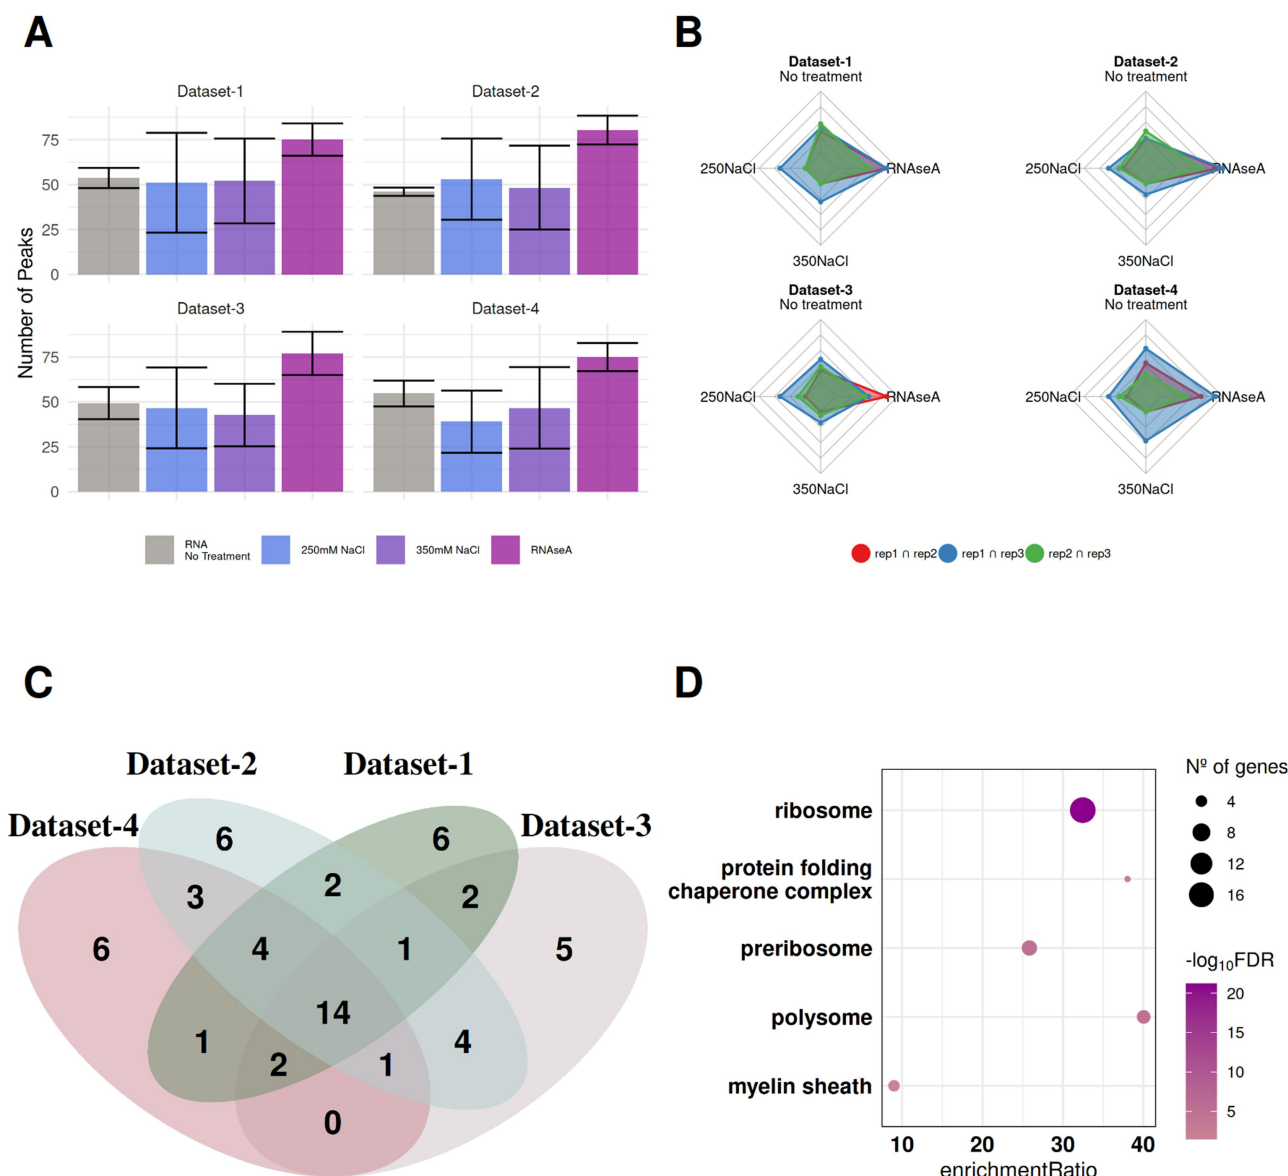 A
Dataset-1
Dataset-2
75
50
25
0
Dataset-3
Dataset-4
75
50
25
0
Number of Peaks
RNA
No Treatment
250mM NaCl
350mM NaCl
RNAseA
B
Dataset-1
No treatment
250NaCl
RNAseA
350NaCl
Dataset-2
No treatment
250NaCl
RNAseA
350NaCl
Dataset-3
No treatment
250NaCl
RNAseA
350NaCl
Dataset-4
No treatment
250NaCl
RNAseA
350NaCl
rep1 ∩ rep2
rep1 ∩ rep3
rep2 ∩ rep3
C
Dataset-2
Dataset-1
Dataset-4
Dataset-3
6
6
3
2
2
6
4
1
5
14
1
2
1
4
0
D
ribosome
protein folding
chaperone complex
preribosome
polysome
myelin sheath
10
20
30
40
enrichmentRatio
Nº of genes
4
8
12
16
-log₁₀FDR
20
15
10
5